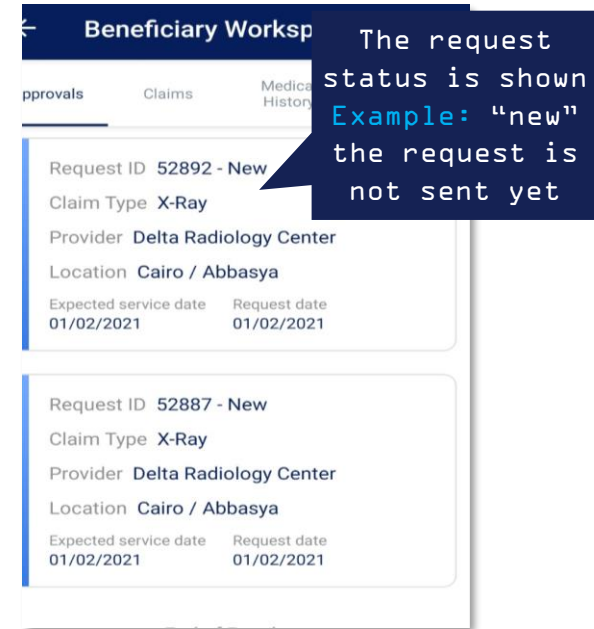 Beneficiary Worksp
The request
status is shown
Example: “new”
the request is
not sent yet
pprovals Claims Medica
History
Request ID 52892 - New
Claim Type X-Ray
Provider Delta Radiology Center
Location Cairo / Abbasya
Expected service date Request date
01/02/2021 01/02/2021
Request ID 52887 - New
Claim Type X-Ray
Provider Delta Radiology Center
Location Cairo / Abbasya
Expected service date Request date
01/02/2021 01/02/2021